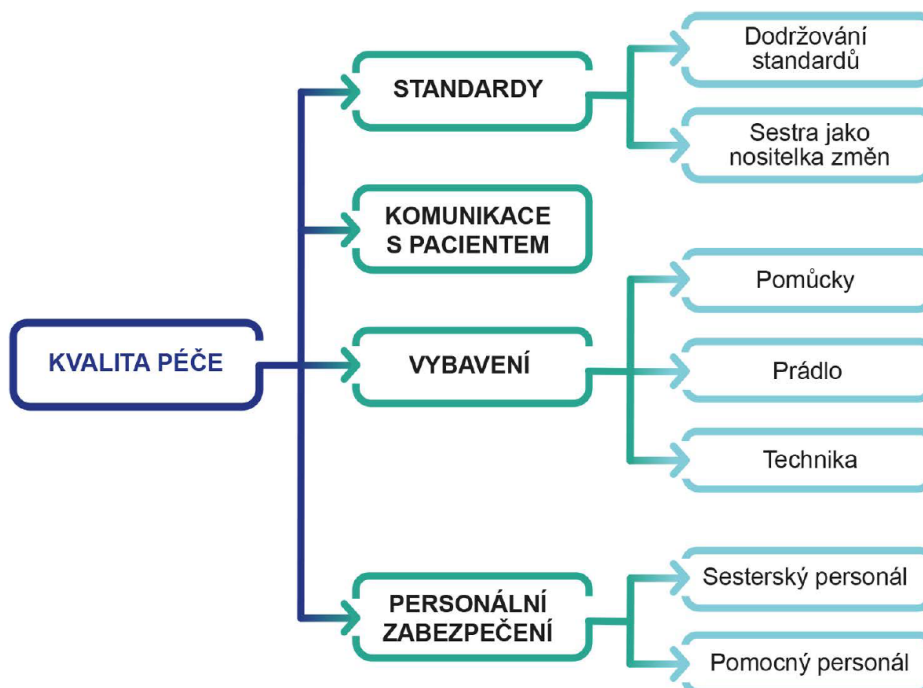 KVALITA PÉČE
STANDARDY
Dodržování
standardů
Sestra jako
nositelka změn
KOMUNIKACE
S PACIENTEM
VYBAVENÍ
Pomůcky
Prádlo
Technika
PERSONÁLNÍ
ZABEZPEČENÍ
Sesterský personál
Pomocný personál